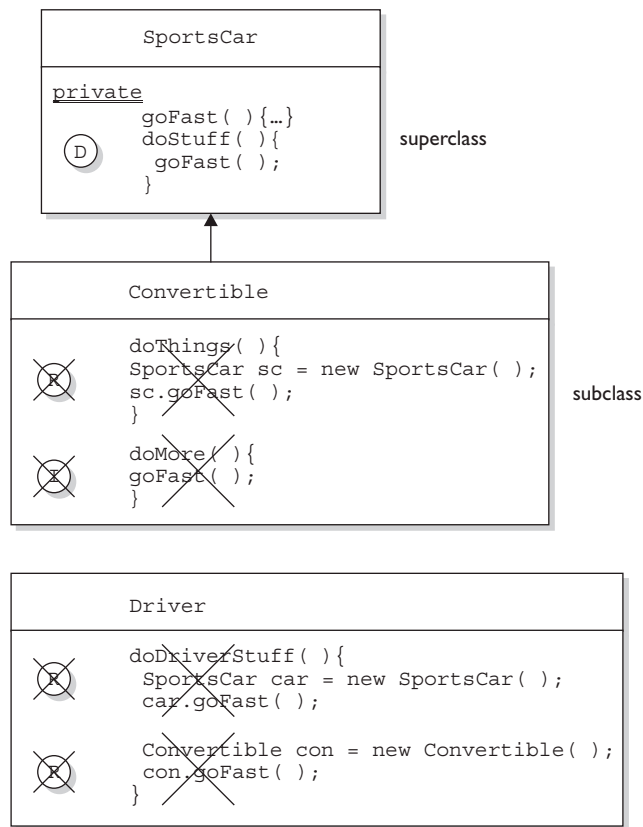 SportsCar
private
goFast( ){…}
D
doStuff( ){
goFast( );
}
superclass
Convertible
doThings( ){
R
SportsCar sc = new SportsCar( );
sc.goFast( );
}
subclass
doMore( ){
I
goFast( );
}
Driver
doDriverStuff( ){
R
SportsCar car = new SportsCar( );
car.goFast( );
Convertible con = new Convertible( );
R
con.goFast( );
}